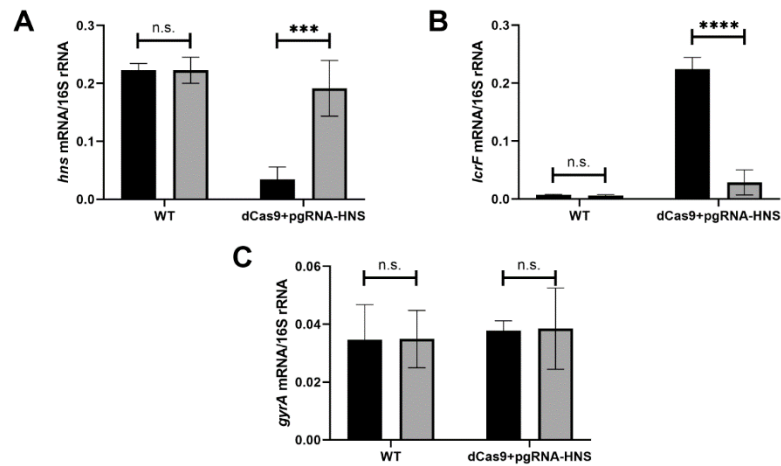 A
hns mRNA/16S rRNA
0.3
0.2
0.1
0.0
n.s.
***
WT
dCas9+pgRNA-HNS
B
lcrF mRNA/16S rRNA
0.3
0.2
0.1
0.0
n.s.
****
WT
dCas9+pgRNA-HNS
C
gyrA mRNA/16S rRNA
0.06
0.04
0.02
0.00
n.s.
n.s.
WT
dCas9+pgRNA-HNS